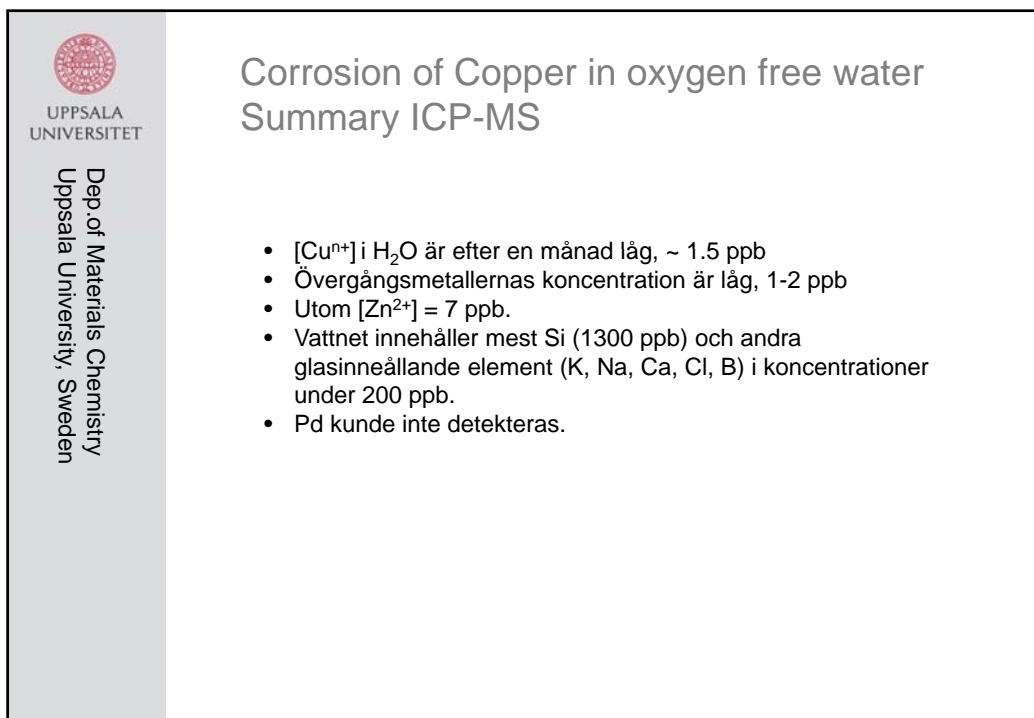 UPPSALA
UNIVERSITET
Dep.of Materials Chemistry
Uppsala University, Sweden
Corrosion of Copper in oxygen free water
Summary ICP-MS
• [Cuⁿ⁺] i H₂O är efter en månad låg, ~ 1.5 ppb
• Övergångsmetallernas koncentration är låg, 1-2 ppb
• Utom [Zn²⁺] = 7 ppb.
• Vattnet innehåller mest Si (1300 ppb) och andra
glasinneållande element (K, Na, Ca, Cl, B) i koncentrationer
under 200 ppb.
• Pd kunde inte detekteras.